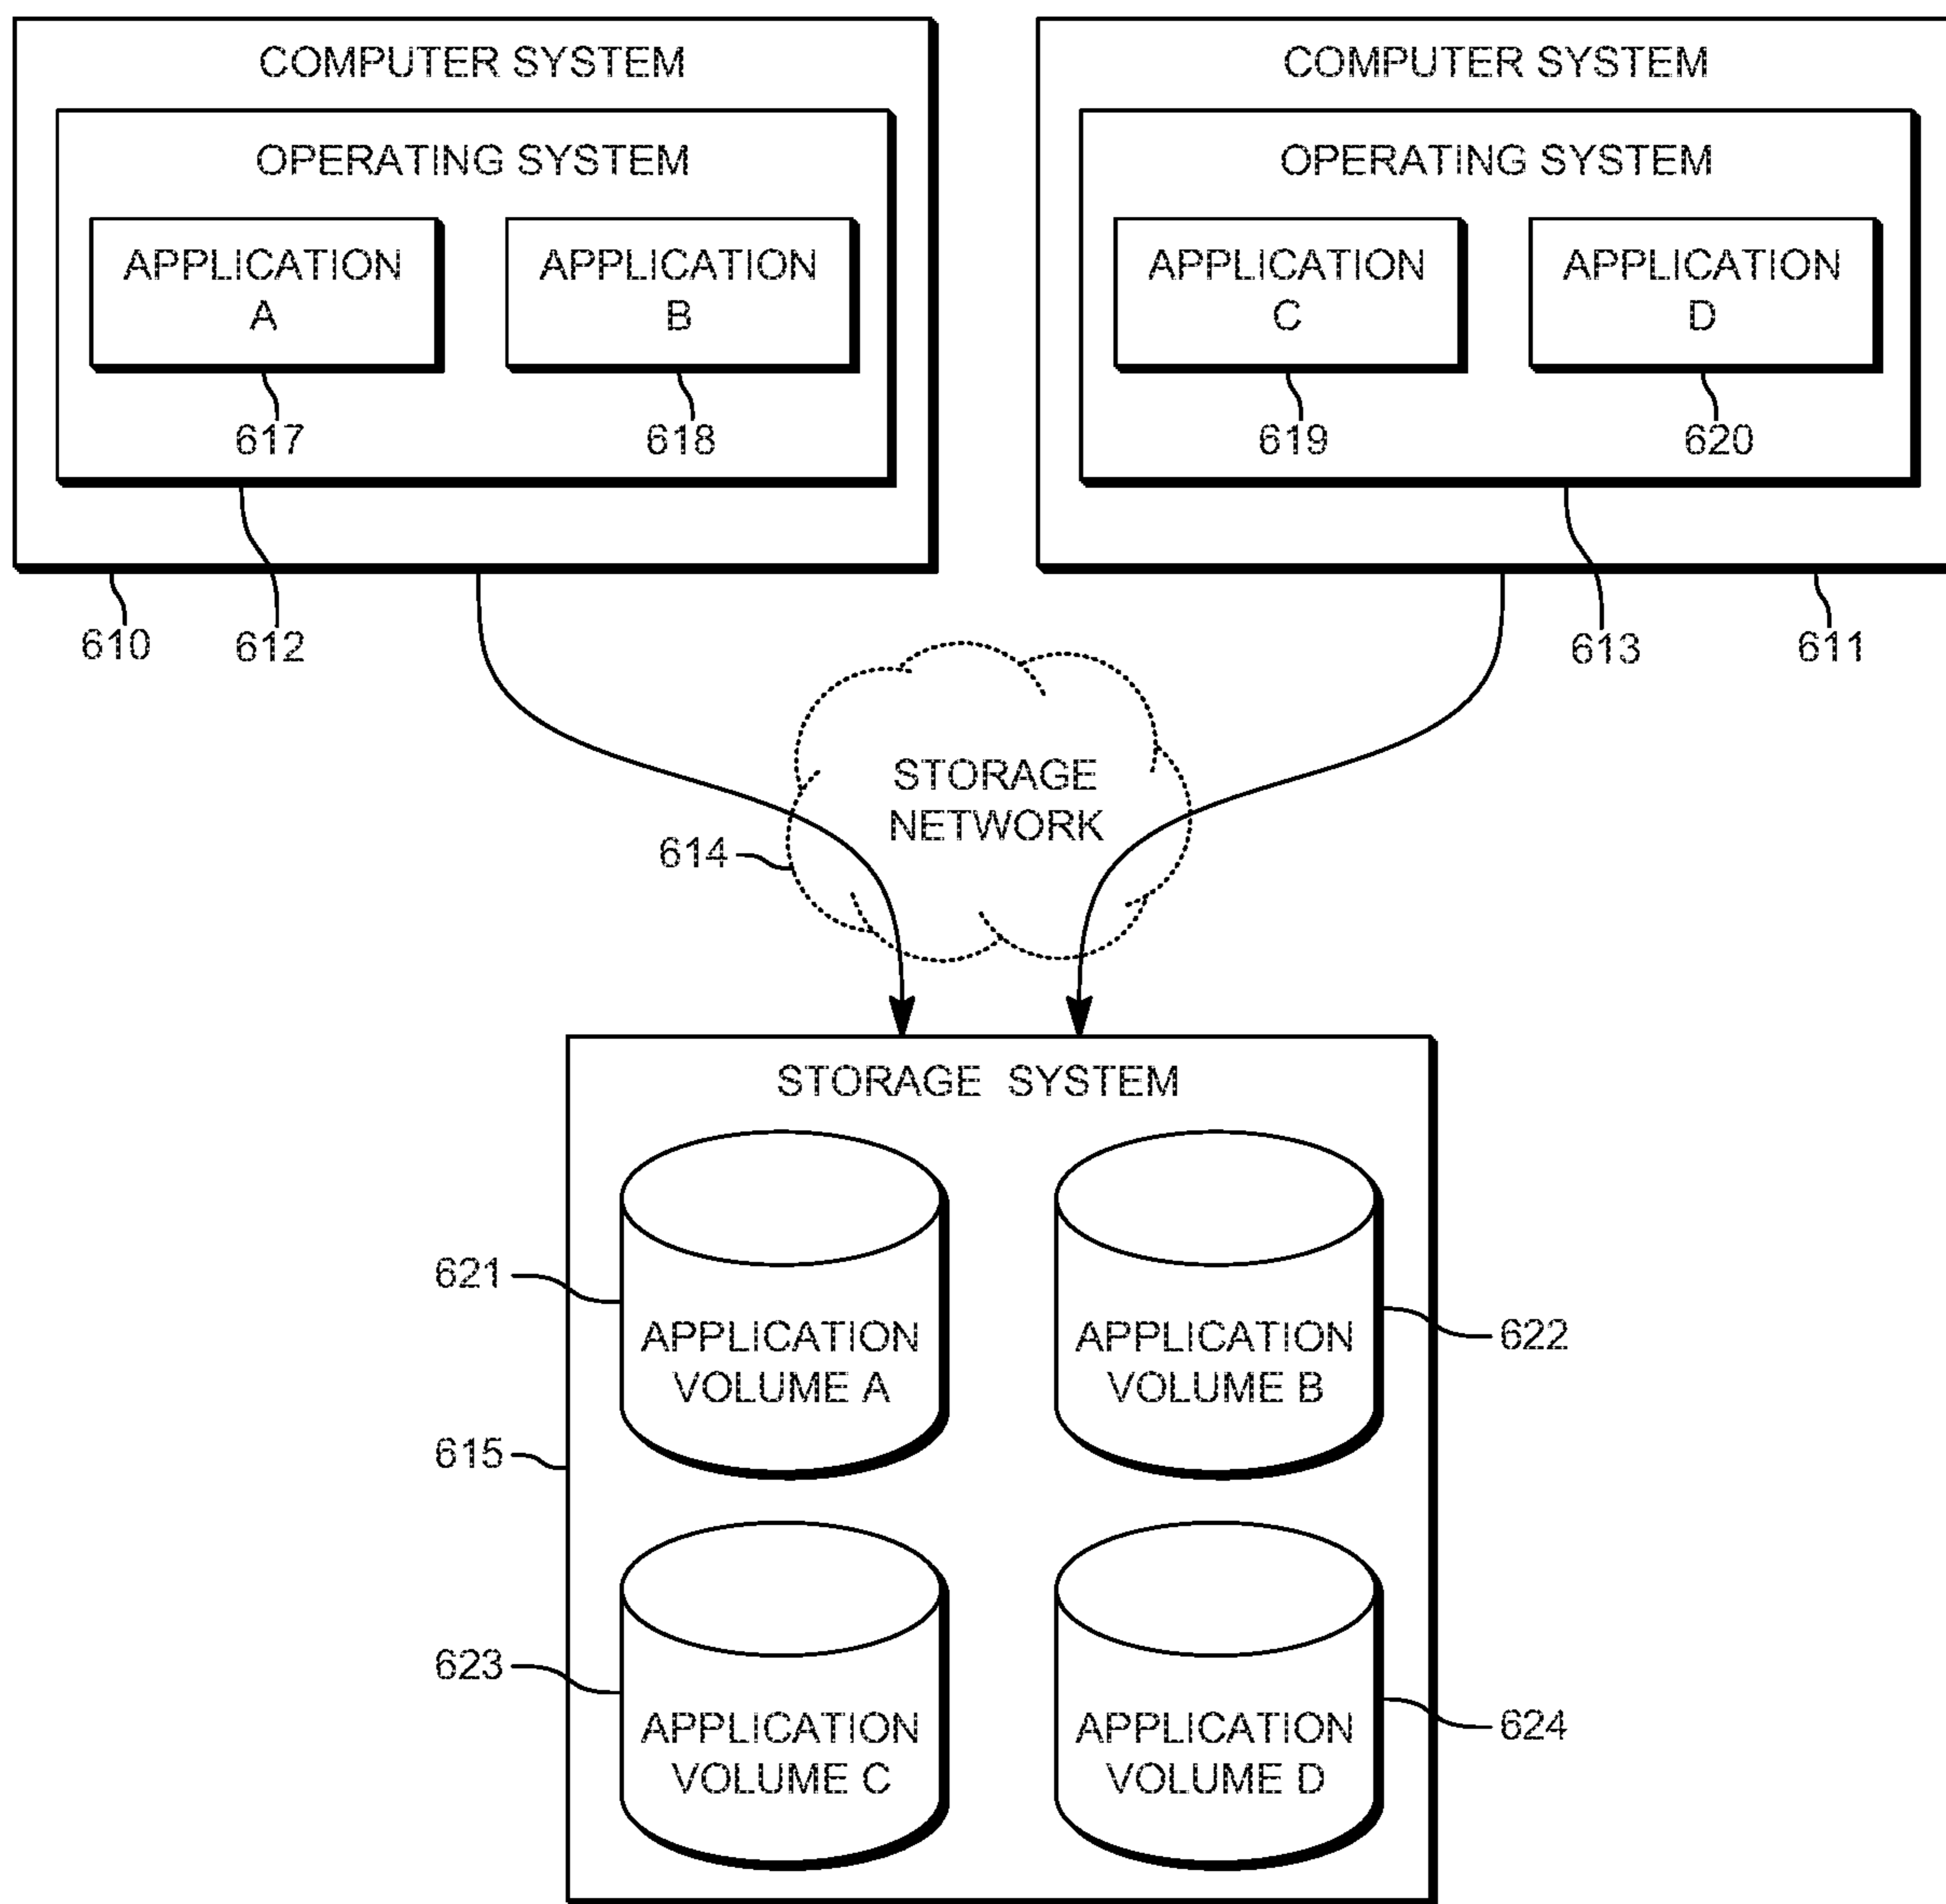 COMPUTER SYSTEM
OPERATING SYSTEM
APPLICATION
A
APPLICATION
B
617
618
610
612
COMPUTER SYSTEM
OPERATING SYSTEM
APPLICATION
C
APPLICATION
D
619
620
613
611
STORAGE
NETWORK
614
STORAGE SYSTEM
621
APPLICATION
VOLUME A
APPLICATION
VOLUME B
622
615
623
APPLICATION
VOLUME C
APPLICATION
VOLUME D
624